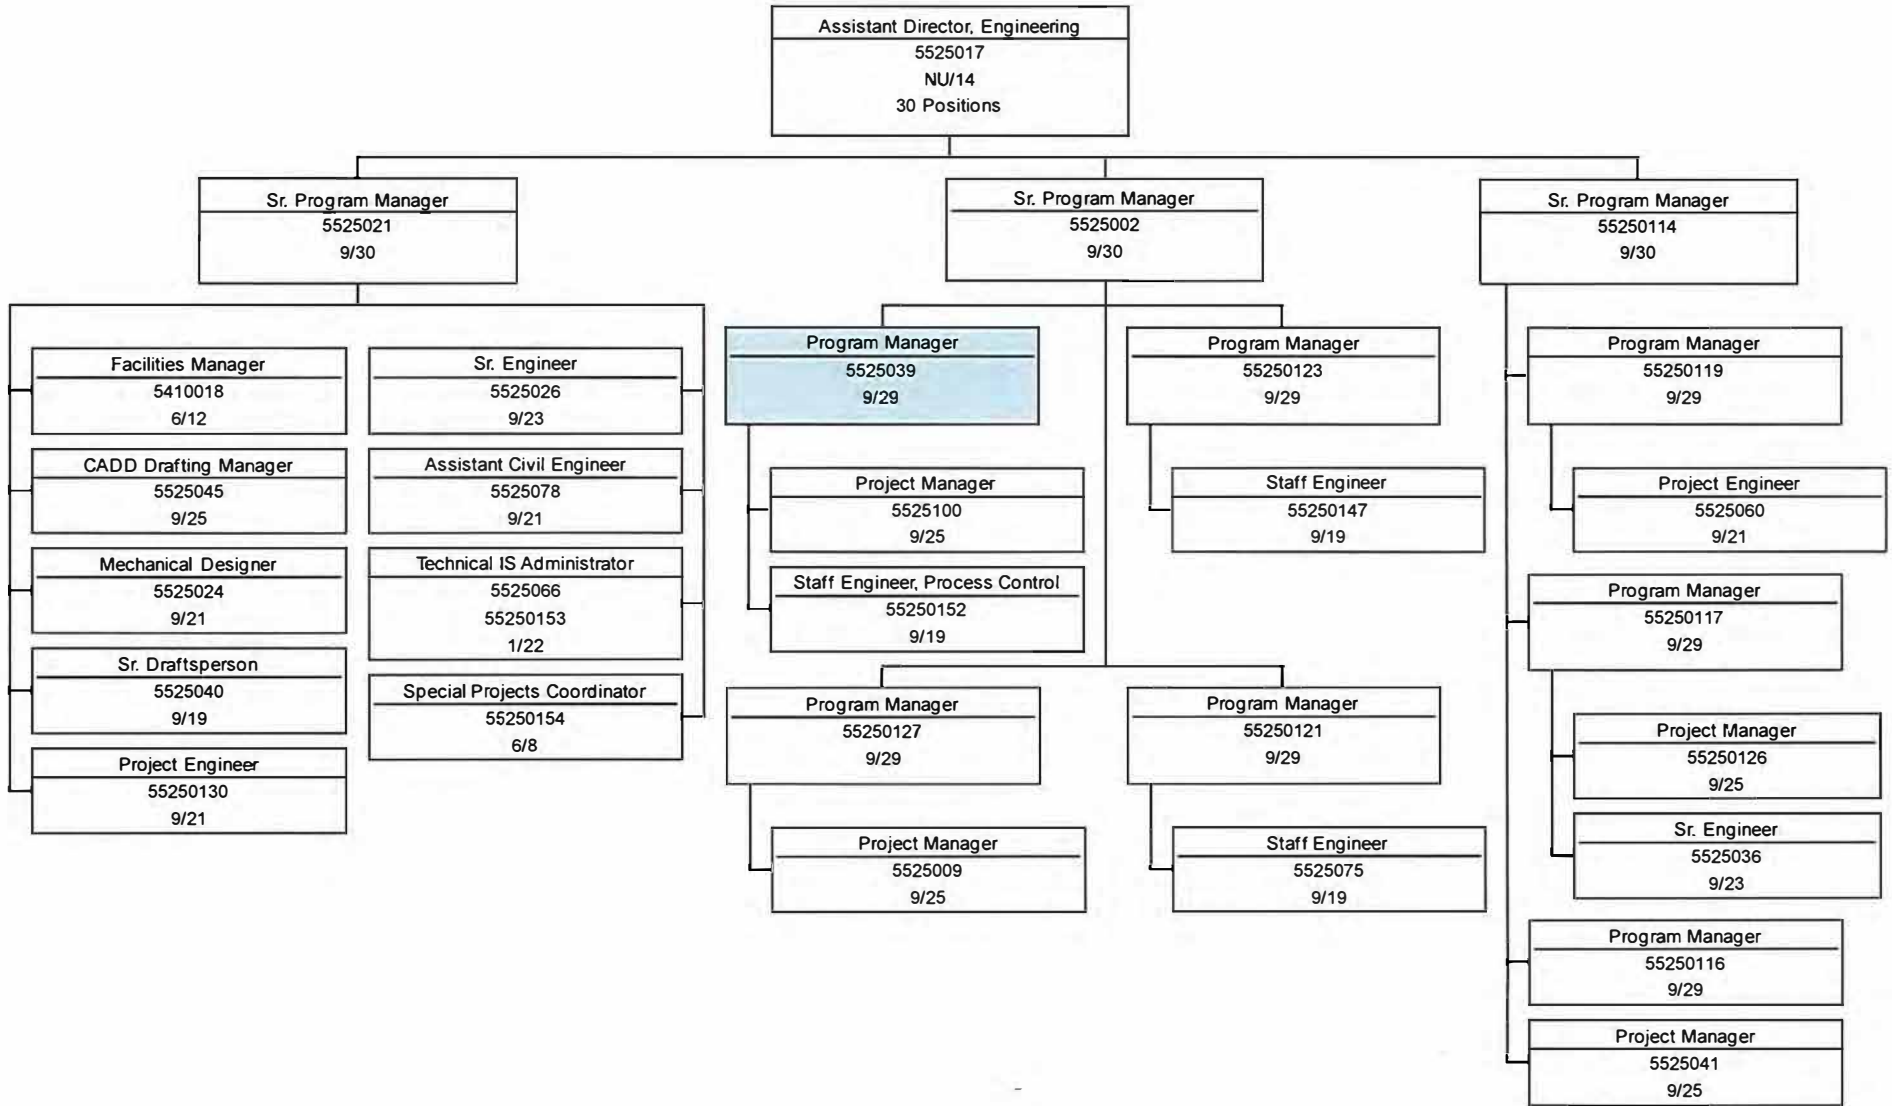 Assistant Director, Engineering
5525017
NU/14
30 Positions
Sr. Program Manager
5525021
9/30
Facilities Manager
5410018
6/12
CADD Drafting Manager
5525045
9/25
Mechanical Designer
5525024
9/21
Sr. Draftsperson
5525040
9/19
Project Engineer
55250130
9/21
Sr. Engineer
5525026
9/23
Assistant Civil Engineer
5525078
9/21
Technical IS Administrator
5525066
55250153
1/22
Special Projects Coordinator
55250154
6/8
Sr. Program Manager
5525002
9/30
Program Manager
5525039
9/29
Project Manager
5525100
9/25
Staff Engineer, Process Control
55250152
9/19
Program Manager
55250123
9/29
Staff Engineer
55250147
9/19
Program Manager
55250127
9/29
Project Manager
5525009
9/25
Program Manager
55250121
9/29
Staff Engineer
5525075
9/19
Sr. Program Manager
55250114
9/30
Program Manager
55250119
9/29
Project Engineer
5525060
9/21
Program Manager
55250117
9/29
Project Manager
55250126
9/25
Sr. Engineer
5525036
9/23
Program Manager
55250116
9/29
Project Manager
5525041
9/25